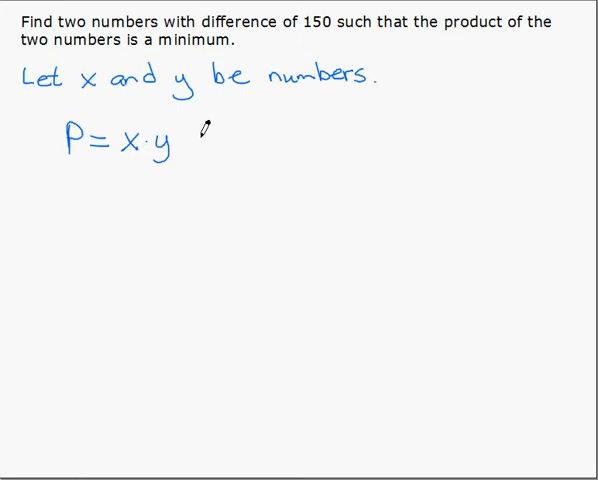 Find two numbers with difference of 150 such that the product of the
two numbers is a minimum.
Let x and y be numbers.
P = x · y